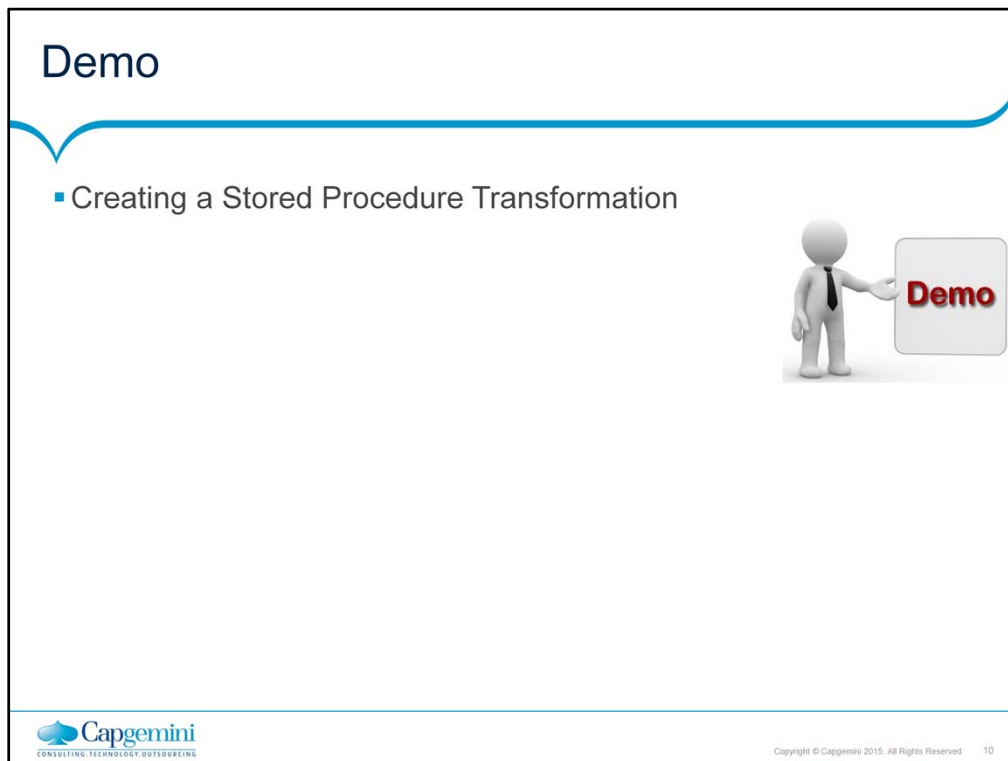 Demo
▪ Creating a Stored Procedure Transformation
Demo
Capgemini
CONSULTING.TECHNOLOGY.OUTSOURCING
Copyright © Capgemini 2015. All Rights Reserved 10